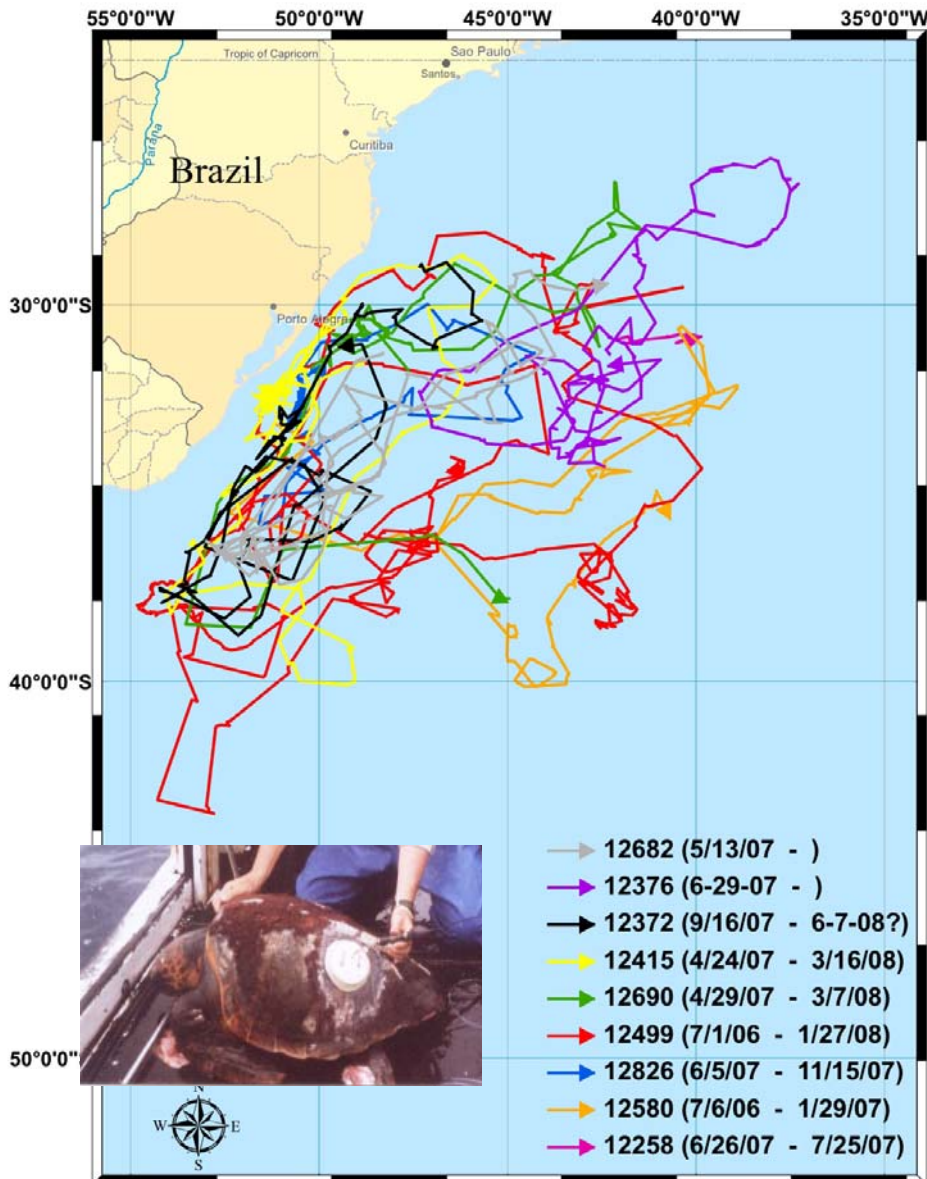 55°0'0"W 50°0'0"W 45°0'0"W 40°0'0"W 35°0'0"W
Tropic of Capricorn
Sao Paulo
Santos
Curitiba
Parana
Brazil
30°0'0"S
Porto Alegre
40°0'0"S
12682 (5/13/07 - )
12376 (6-29-07 - )
12372 (9/16/07 - 6-7-08?)
12415 (4/24/07 - 3/16/08)
12690 (4/29/07 - 3/7/08)
50°0'0"S
12499 (7/1/06 - 1/27/08)
12826 (6/5/07 - 11/15/07)
12580 (7/6/06 - 1/29/07)
12258 (6/26/07 - 7/25/07)
N
W E
S